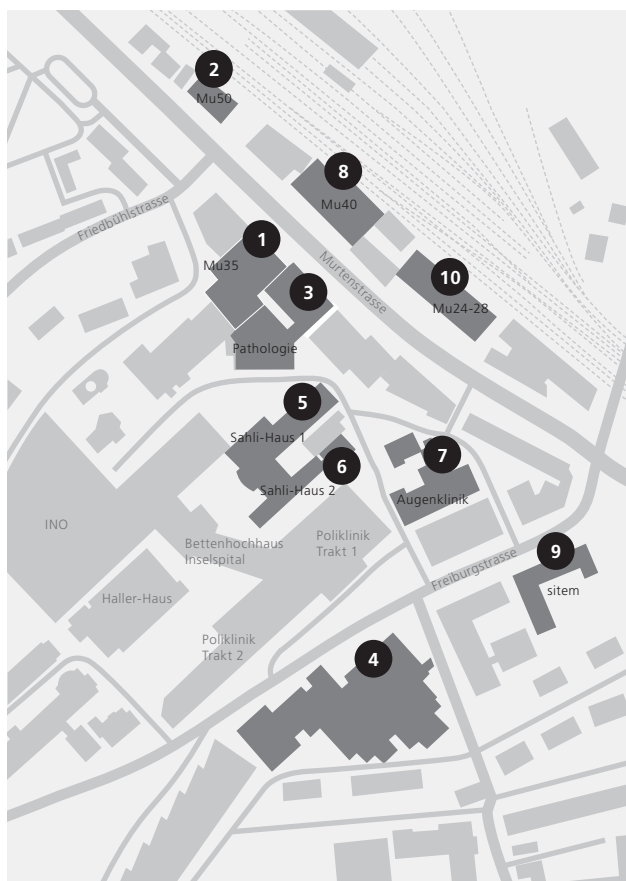 2
Mu50
8
Mu40
Friedbühlstrasse
1
Mu35
Murtenstrasse
10
Mu24-28
3
Pathologie
5
Sahli-Haus 1
6
Sahli-Haus 2
7
Augenklinik
INO
Bettenhochhaus
Inselspital
Poliklinik
Trakt 1
Freiburgstrasse
9
sitem
Haller-Haus
Poliklinik
Trakt 2
4